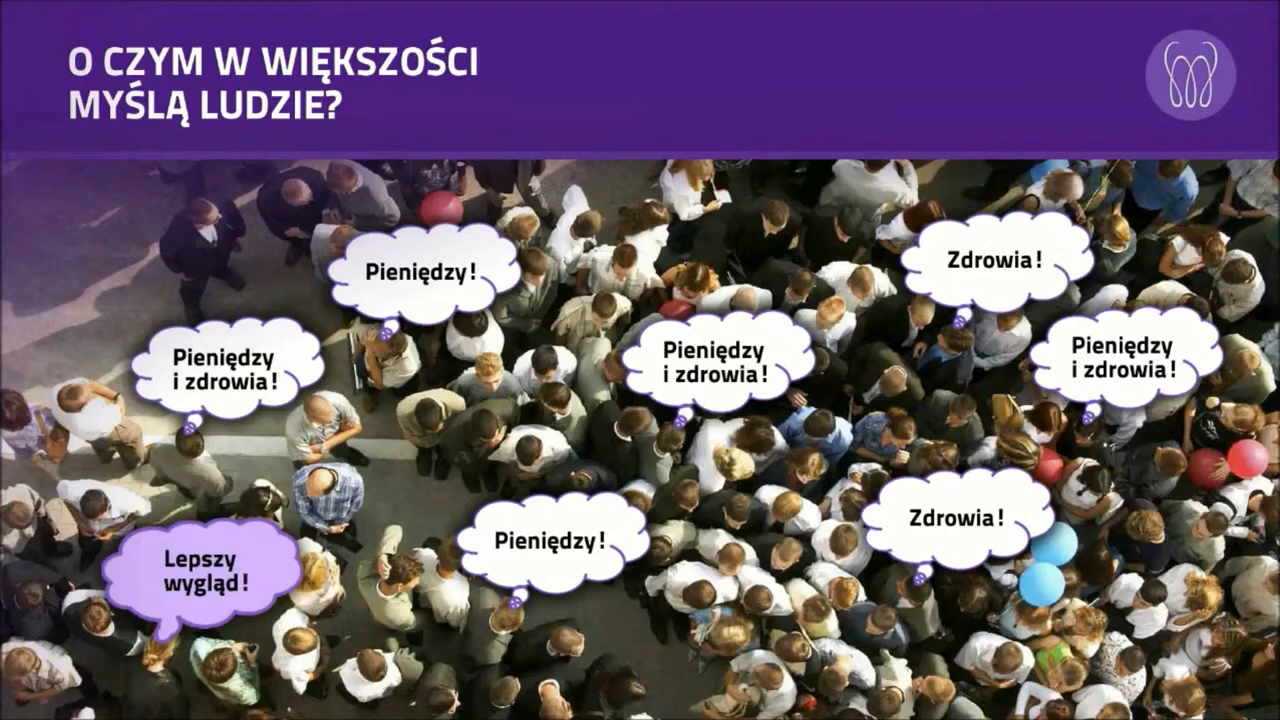 O CZYM W WIĘKSZOŚCI
MYŚLĄ LUDZIE?
Pieniędzy!
Zdrowia!
Pieniędzy
i zdrowia!
Pieniędzy
i zdrowia!
Pieniędzy
i zdrowia!
Lepszy
wygląd!
Pieniędzy!
Zdrowia!